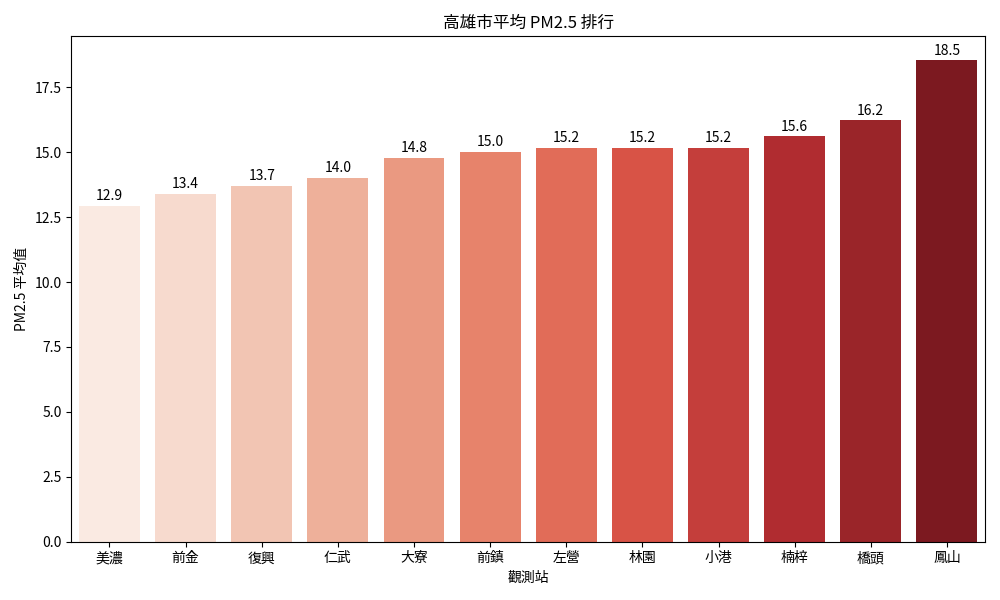 高雄市平均 PM2.5 排行
PM2.5 平均值
17.5
15.0
12.5
10.0
7.5
5.0
2.5
0.0
12.9
13.4
13.7
14.0
14.8
15.0
15.2
15.2
15.2
15.6
16.2
18.5
美濃
前金
復興
仁武
大寮
前鎮
左營
林園
小港
楠梓
橋頭
鳳山
觀測站